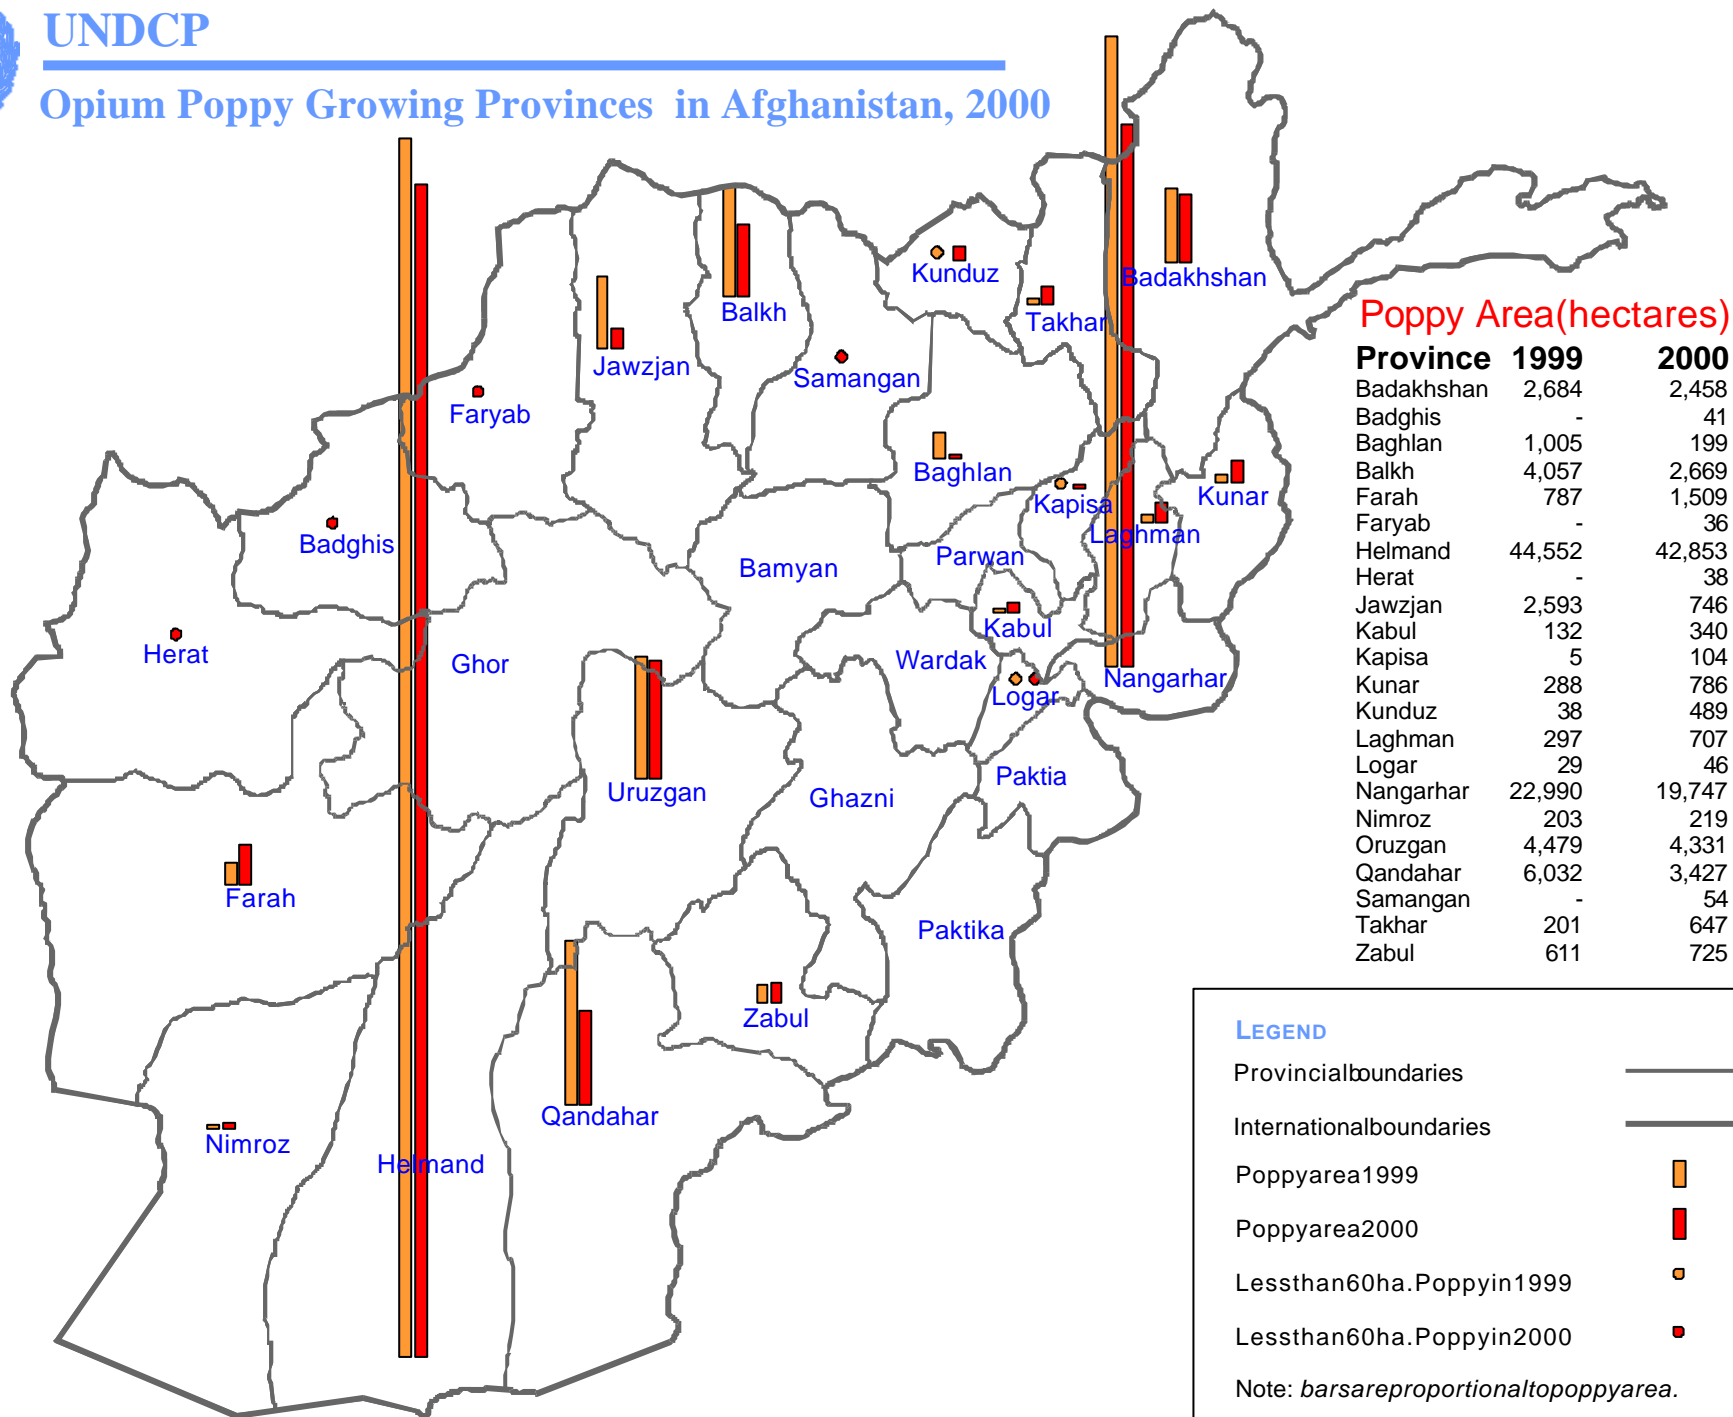 UNDCP
Opium Poppy Growing Provinces in Afghanistan, 2000
Kunduz
Badakhshan
Balkh
Takhar
Jawzjan
Samangan
Faryab
Baghlan
Kapisa
Kunar
Laghman
Badghis
Parwan
Bamyan
Kabul
Herat
Ghor
Wardak
Nangarhar
Logar
Paktia
Uruzgan
Ghazni
Farah
Paktika
Zabul
Qandahar
Nimroz
Helmand
Poppy Area(hectares)
Province 1999 2000
Badakhshan 2,684 2,458
Badghis - 41
Baghlan 1,005 199
Balkh 4,057 2,669
Farah 787 1,509
Faryab - 36
Helmand 44,552 42,853
Herat - 38
Jawzjan 2,593 746
Kabul 132 340
Kapisa 5 104
Kunar 288 786
Kunduz 38 489
Laghman 297 707
Logar 29 46
Nangarhar 22,990 19,747
Nimroz 203 219
Oruzgan 4,479 4,331
Qandahar 6,032 3,427
Samangan - 54
Takhar 201 647
Zabul 611 725
LEGEND
Provincialboundaries
Internationalboundaries
Poppyarea1999
Poppyarea2000
Lessthan60ha.Poppyin1999
Lessthan60ha.Poppyin2000
Note: barsareproportionaltopoppyarea.